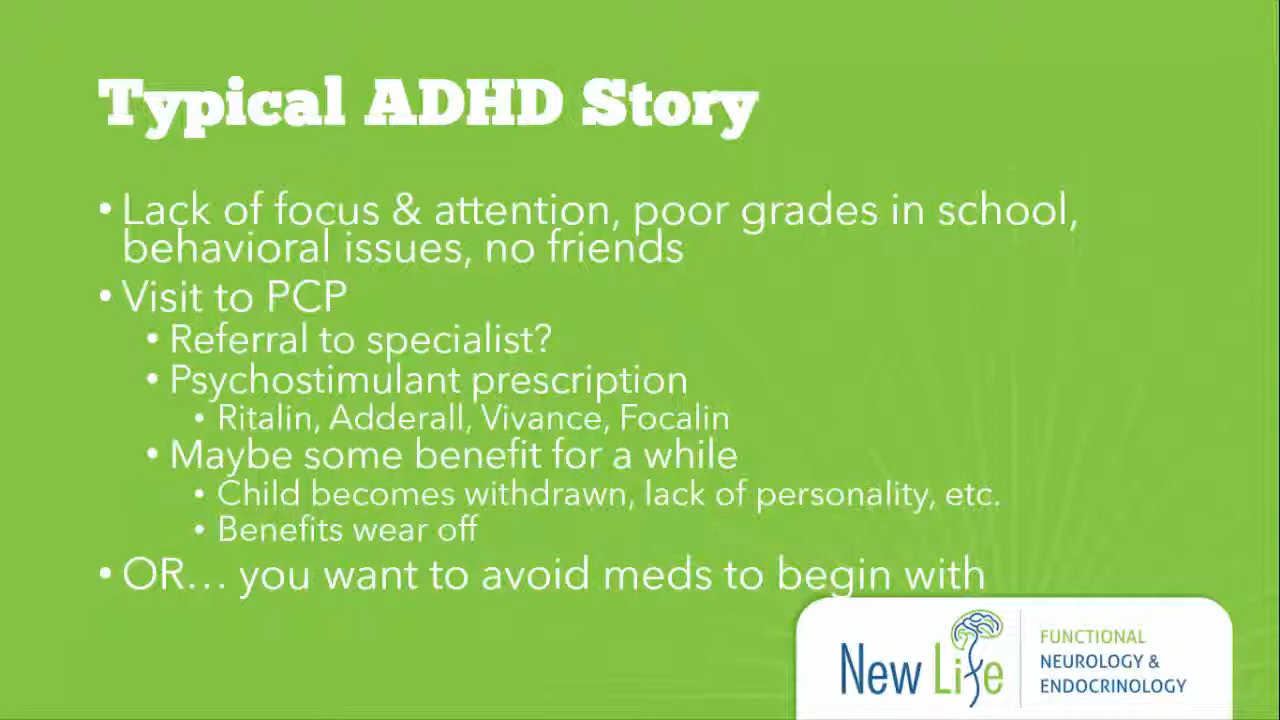 Typical ADHD Story
• Lack of focus & attention, poor grades in school,
behavioral issues, no friends
• Visit to PCP
• Referral to specialist?
• Psychostimulant prescription
• Ritalin, Adderall, Vivance, Focalin
• Maybe some benefit for a while
• Child becomes withdrawn, lack of personality, etc.
• Benefits wear off
• OR... you want to avoid meds to begin with
New Life
FUNCTIONAL
NEUROLOGY &
ENDOCRINOLOGY